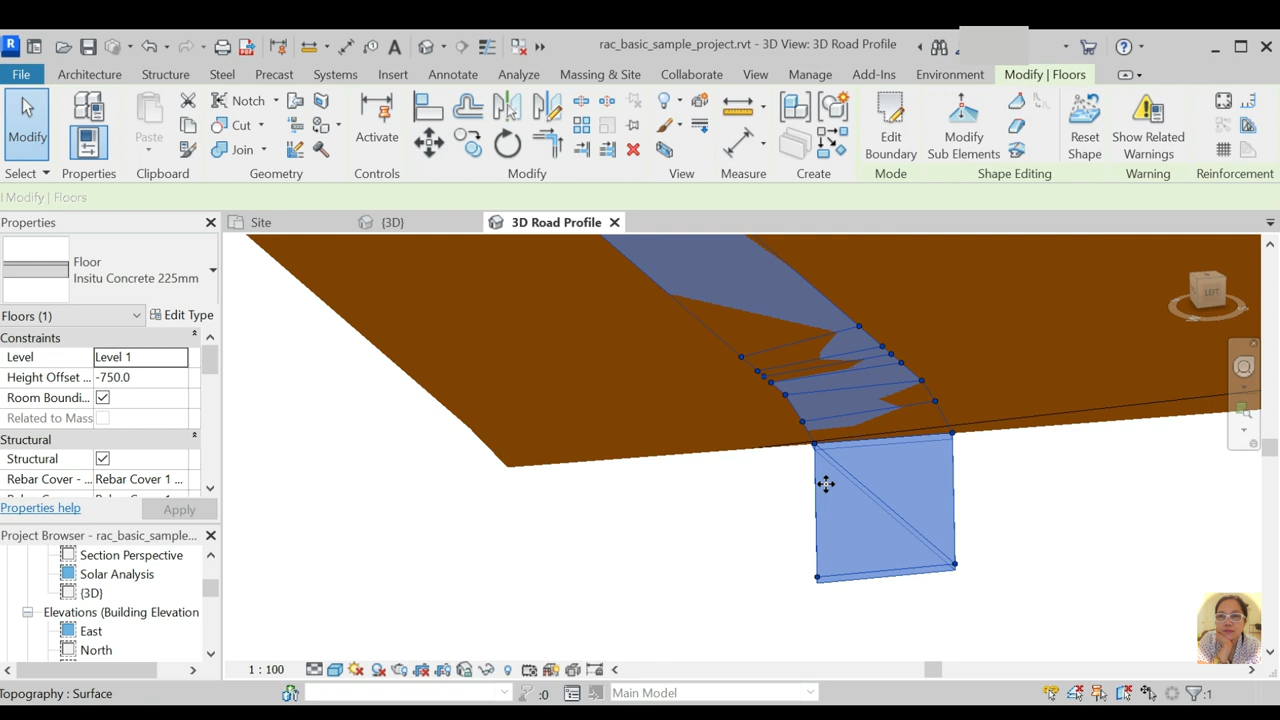 R
A
rac_basic_sample_project.rvt - 3D View: 3D Road Profile
File Architecture Structure Steel Precast Systems Insert Annotate Analyze Massing & Site Collaborate View Manage Add-Ins Environment Modify | Floors
Modify
Paste
Notch
Cut
Join
Activate
Edit
Boundary
Modify
Sub Elements
Reset
Shape
Show Related
Warnings
Select Properties Clipboard Geometry Controls Modify View Measure Create Mode Shape Editing Warning Reinforcement
Modify | Floors
Properties
Site {3D} 3D Road Profile
Floor
Insitu Concrete 225mm
Floors (1) Edit Type
Constraints
Level Level 1
Height Offset ... -750.0
Room Boundi...
Related to Mass
Structural
Structural
Rebar Cover - ... Rebar Cover 1 ...
Properties help Apply
Project Browser - rac_basic_sample_project...
Section Perspective
Solar Analysis
{3D}
Elevations (Building Elevation
East
North
LEFT
1 : 100
Topography : Surface
:0
Main Model
:1